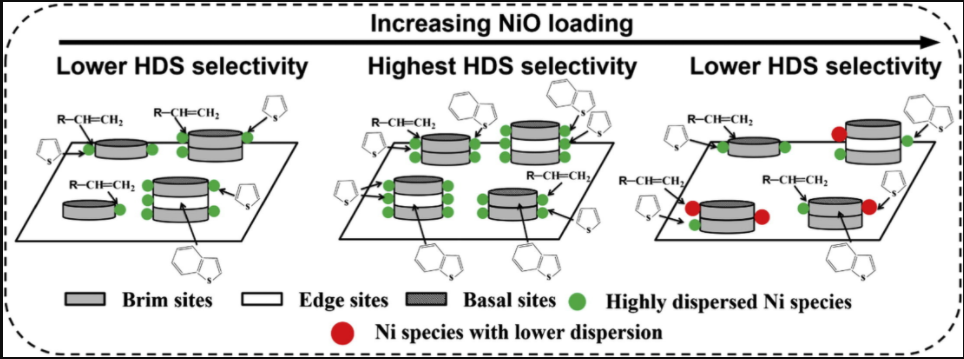 Increasing NiO loading
Lower HDS selectivity
Highest HDS selectivity
Lower HDS selectivity
R-CH=CH₂
R-CH=CH₂
S
S
R-CH=CH₂
S
S
R-CH=CH₂
S
S
S
S
S
R-CH=CH₂
S
S
S
R-CH=CH₂
S
S
R-CH=CH₂
R-CH=CH₂
S
S
S
Brim sites
Edge sites
Basal sites
Highly dispersed Ni species
Ni species with lower dispersion